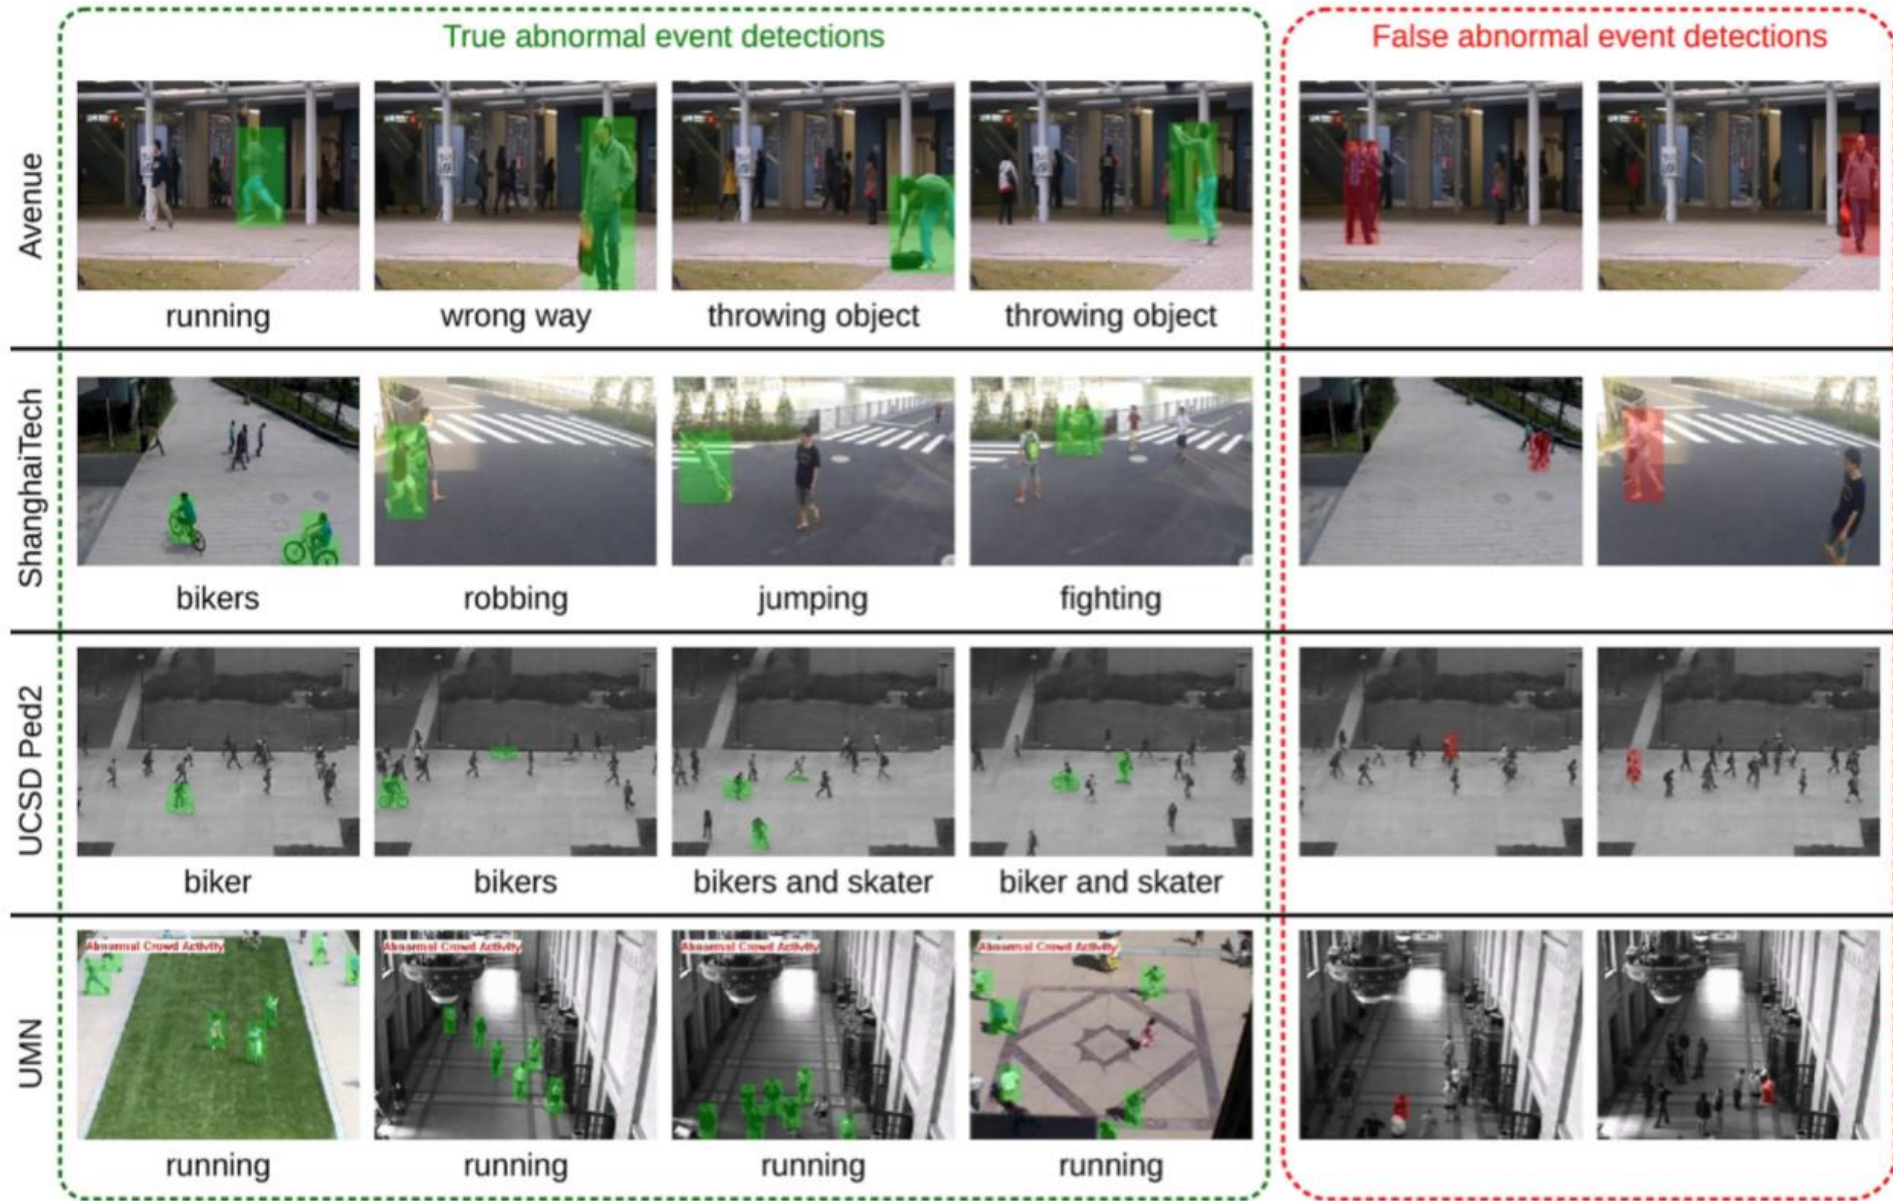 True abnormal event detections
False abnormal event detections
Avenue
running
wrong way
throwing object
throwing object
ShanghaiTech
bikers
robbing
jumping
fighting
UCSD Ped2
biker
bikers
bikers and skater
biker and skater
UMN
Abnormal Crowd Activity
Abnormal Crowd Activity
Abnormal Crowd Activity
Abnormal Crowd Activity
running
running
running
running